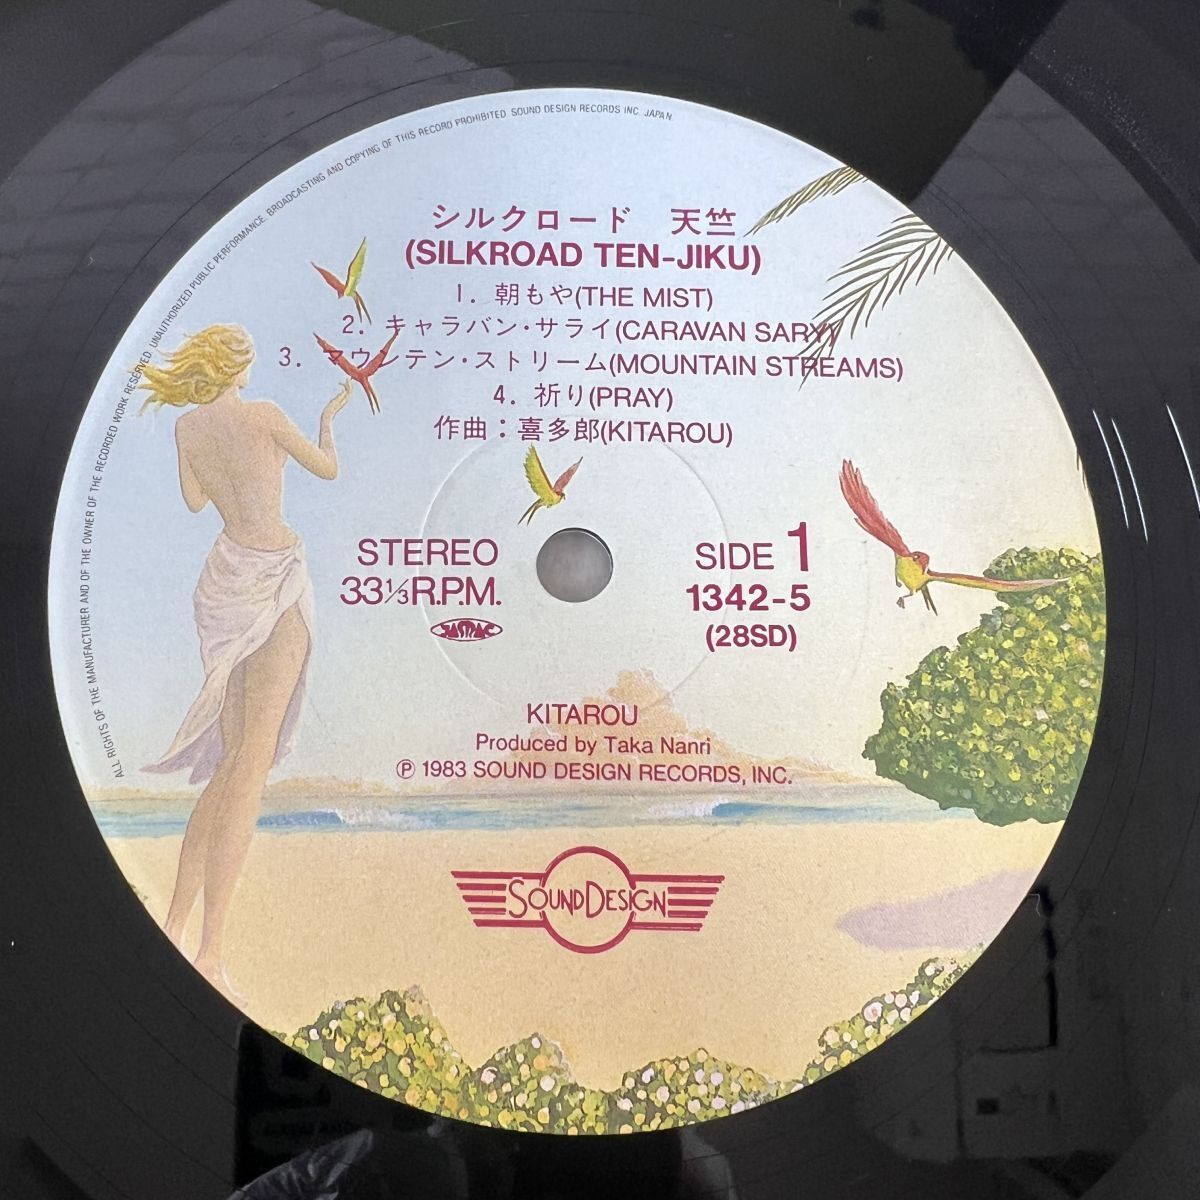 ALL RIGHTS OF THE MANUFACTURER AND OF THE OWNER OF THE RECORDED WORK RESERVED. UNAUTHORIZED PUBLIC PERFORMANCE. BROADCASTING AND COPYING OF THIS RECORD PROHIBITED. SOUND DESIGN RECORDS INC. JAPAN.
シルクロード 天竺
(SILKROAD TEN-JIKU)
1. 朝もや(THE MIST)
2. キャラバン・サライ(CARAVAN SARY)
3. マウンテン・ストリーム(MOUNTAIN STREAMS)
4. 祈り(PRAY)
作曲:喜多郎(KITAROU)
STEREO
33⅓R.P.M.
SIDE 1
1342-5
(28SD)
JASRAC
KITAROU
Produced by Taka Nanri
Ⓟ 1983 SOUND DESIGN RECORDS, INC.
SOUNDDESIGN